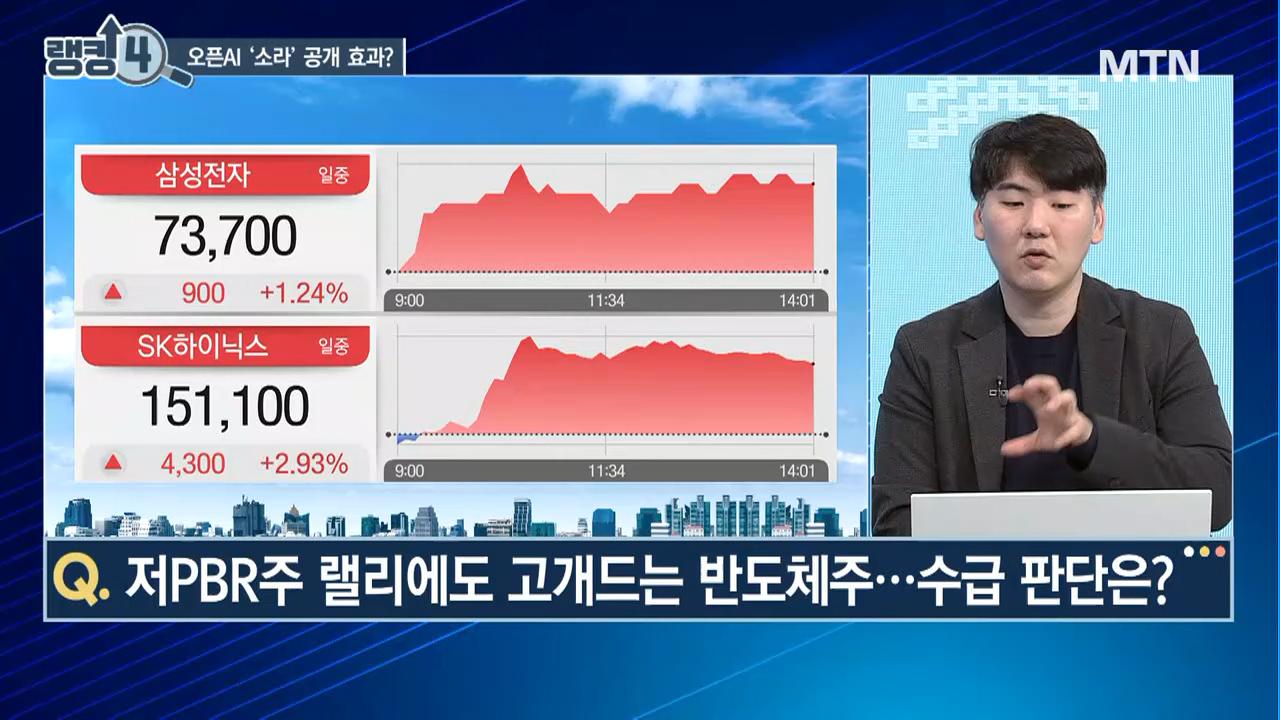 랭킹4
오픈AI '소라' 공개 효과?
MTN
삼성전자 일중
73,700
▲ 900 +1.24%
9:00 11:34 14:01
SK하이닉스 일중
151,100
▲ 4,300 +2.93%
9:00 11:34 14:01
Q. 저PBR주 랠리에도 고개드는 반도체주…수급 판단은?